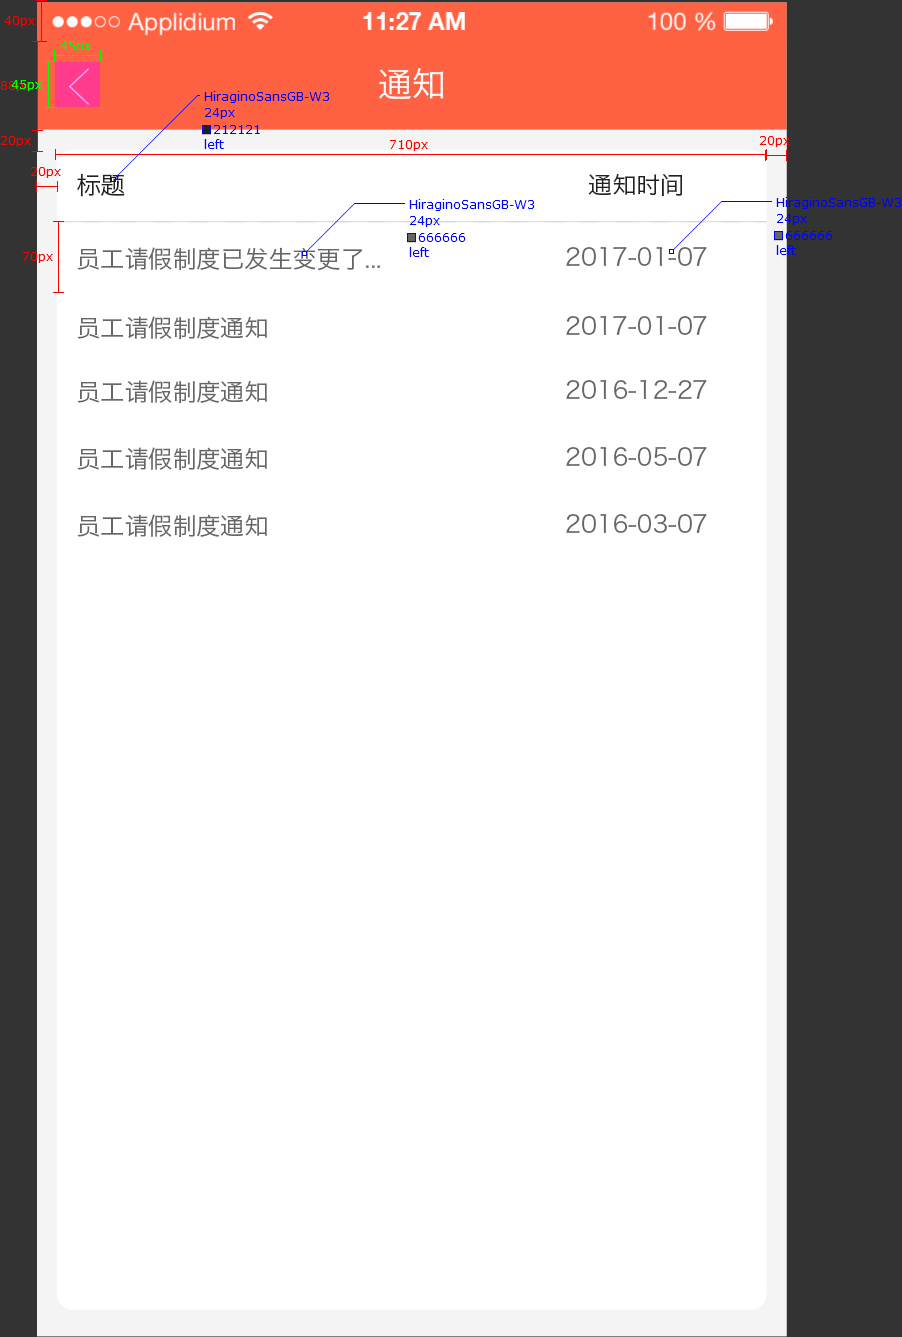 40px
Applidium 11:27 AM 100 %
45px
45px
通知
HiraginoSansGB-W3
24px
212121
left
20px
710px
20px
20px
标题 通知时间
HiraginoSansGB-W3
24px
666666
left
HiraginoSansGB-W3
24px
666666
left
70px
员工请假制度已发生变更了... 2017-01-07
员工请假制度通知 2017-01-07
员工请假制度通知 2016-12-27
员工请假制度通知 2016-05-07
员工请假制度通知 2016-03-07